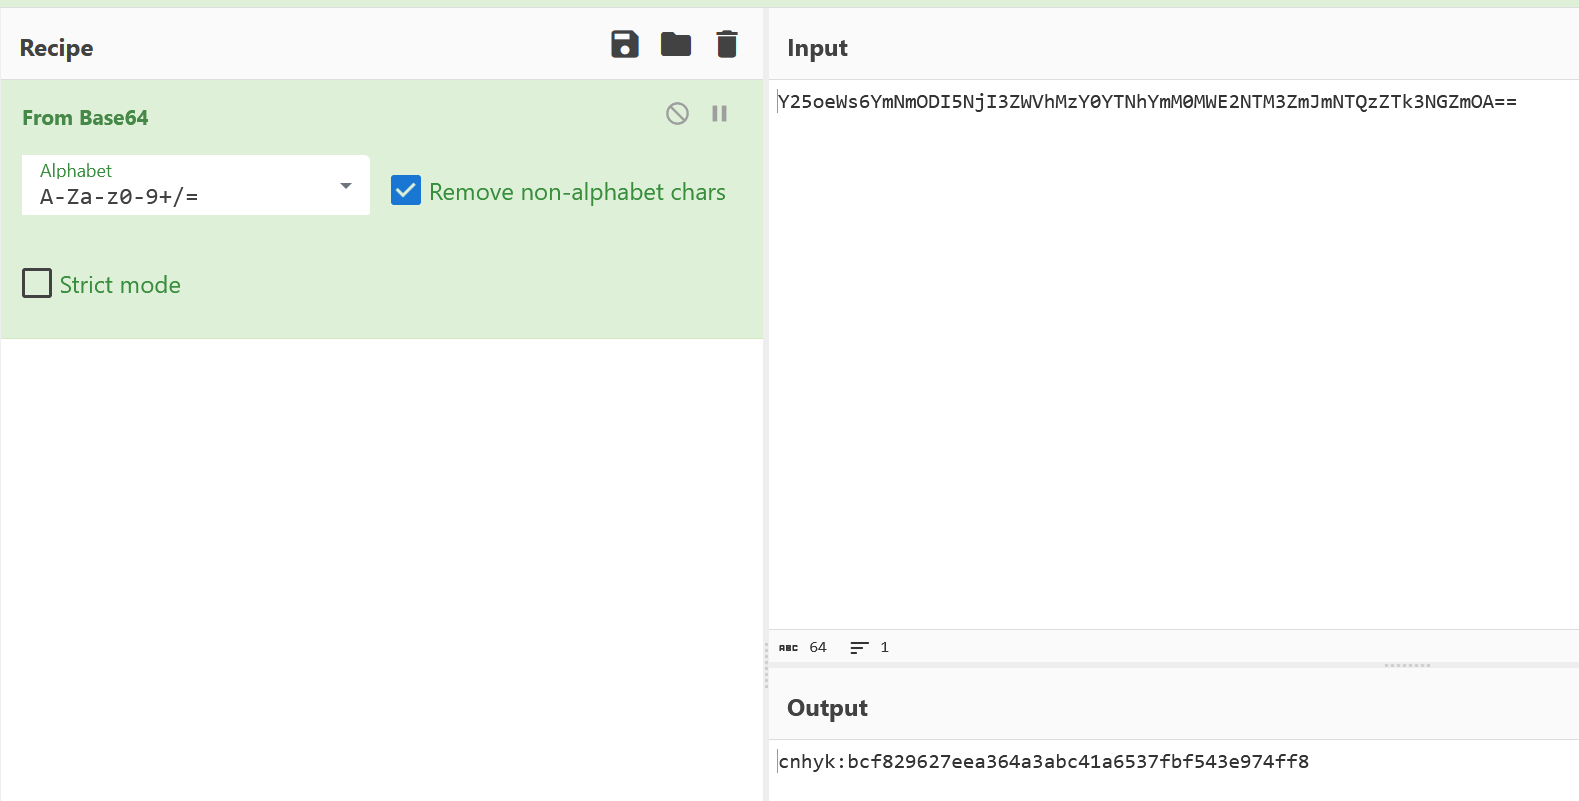 Recipe
From Base64
Alphabet
A-Za-z0-9+/=
Remove non-alphabet chars
Strict mode
Input
Y25oeWs6YmNmODI5NjI3ZWVhMzY0YTNhYmM0MWE2NTM3ZmJmNTQzZTk3NGZmOA==
ABC 64 1
Output
cnhyk:bcf829627eea364a3abc41a6537fbf543e974ff8